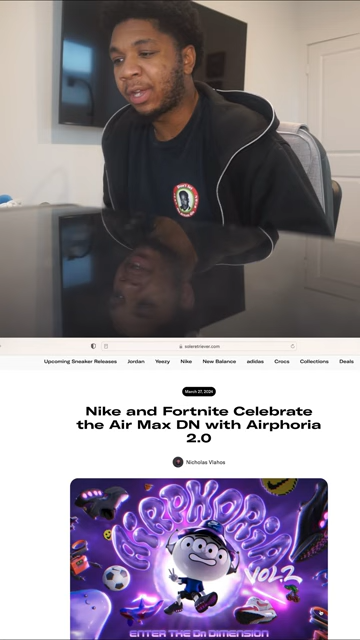 soleretriever.com
Upcoming Sneaker Releases Jordan Yeezy Nike New Balance adidas Crocs Collections Deals
March 27, 2024
Nike and Fortnite Celebrate
the Air Max DN with Airphoria
2.0
Nicholas Vlahos
AIRPHORIA
VOL.2
ENTER THE Dn DIMENSION